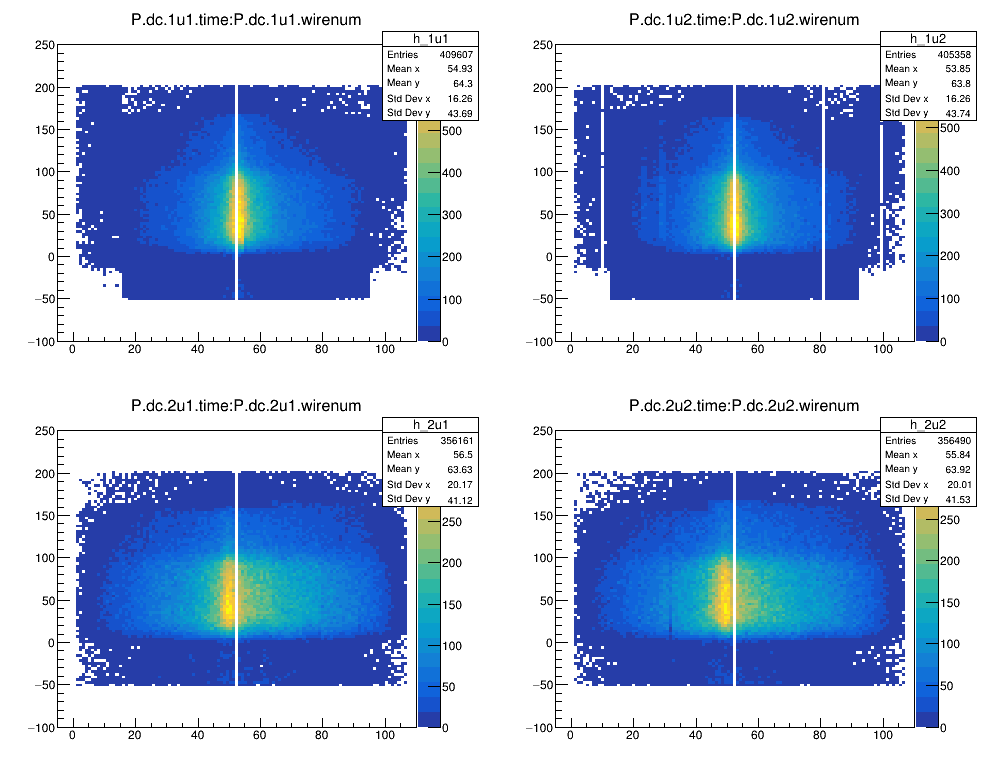 P.dc.1u1.time:P.dc.1u1.wirenum
h_1u1
Entries 409607
Mean x 54.93
Mean y 64.3
Std Dev x 16.26
Std Dev y 43.69
250
200
150
100
50
0
−50
−100
0 20 40 60 80 100
500
400
300
200
100
0
P.dc.1u2.time:P.dc.1u2.wirenum
h_1u2
Entries 405358
Mean x 53.85
Mean y 63.8
Std Dev x 16.26
Std Dev y 43.74
250
200
150
100
50
0
−50
−100
0 20 40 60 80 100
500
400
300
200
100
0
P.dc.2u1.time:P.dc.2u1.wirenum
h_2u1
Entries 356161
Mean x 56.5
Mean y 63.63
Std Dev x 20.17
Std Dev y 41.12
250
200
150
100
50
0
−50
−100
0 20 40 60 80 100
250
200
150
100
50
0
P.dc.2u2.time:P.dc.2u2.wirenum
h_2u2
Entries 356490
Mean x 55.84
Mean y 63.92
Std Dev x 20.01
Std Dev y 41.53
250
200
150
100
50
0
−50
−100
0 20 40 60 80 100
250
200
150
100
50
0